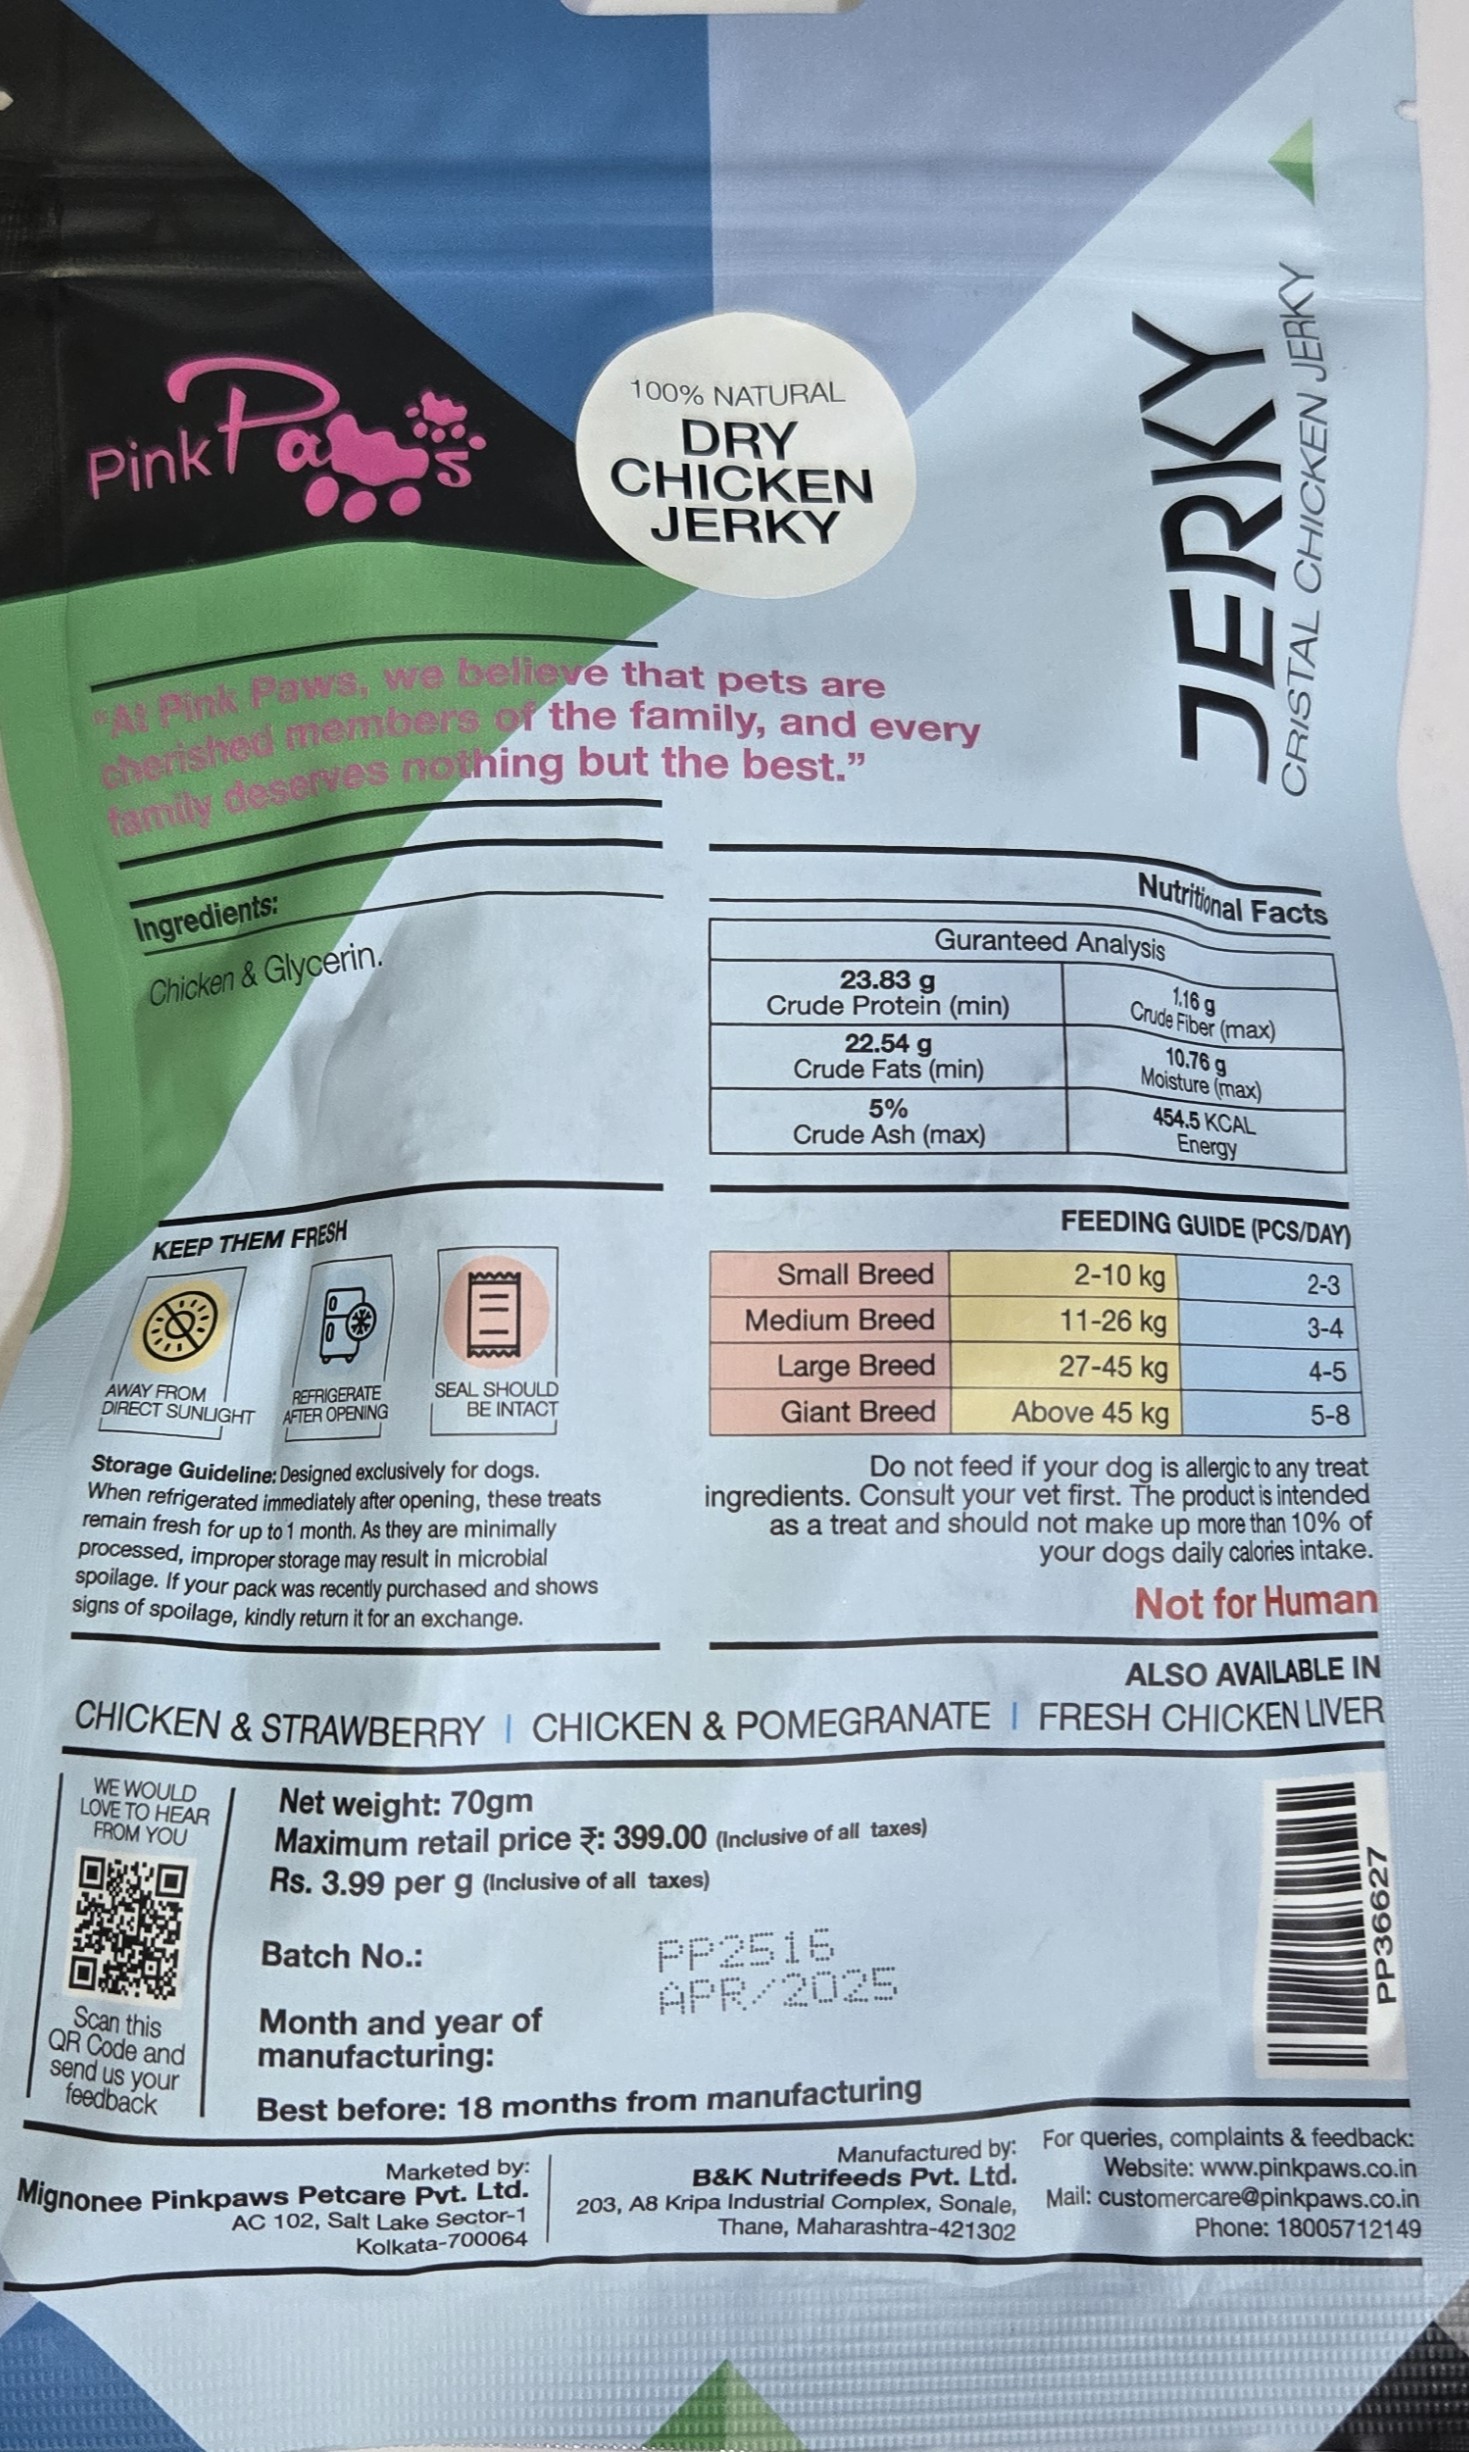 Pink Paws
100% NATURAL
DRY
CHICKEN
JERKY
JERKY
CRISTAL CHICKEN JERKY
"At Pink Paws, we believe that pets are
cherished members of the family, and every
family deserves nothing but the best."
Ingredients:
Chicken & Glycerin.
Nutritional Facts
Guranteed Analysis
23.83 g
Crude Protein (min)
1.16 g
Crude Fiber (max)
22.54 g
Crude Fats (min)
10.76 g
Moisture (max)
5%
Crude Ash (max)
454.5 KCAL
Energy
KEEP THEM FRESH
AWAY FROM
DIRECT SUNLIGHT
REFRIGERATE
AFTER OPENING
SEAL SHOULD
BE INTACT
Storage Guideline: Designed exclusively for dogs.
When refrigerated immediately after opening, these treats
remain fresh for up to 1 month. As they are minimally
processed, improper storage may result in microbial
spoilage. If your pack was recently purchased and shows
signs of spoilage, kindly return it for an exchange.
FEEDING GUIDE (PCS/DAY)
Small Breed 2-10 kg 2-3
Medium Breed 11-26 kg 3-4
Large Breed 27-45 kg 4-5
Giant Breed Above 45 kg 5-8
Do not feed if your dog is allergic to any treat
ingredients. Consult your vet first. The product is intended
as a treat and should not make up more than 10% of
your dogs daily calories intake.
Not for Human
ALSO AVAILABLE IN
CHICKEN & STRAWBERRY | CHICKEN & POMEGRANATE | FRESH CHICKEN LIVER
WE WOULD
LOVE TO HEAR
FROM YOU
Scan this
QR Code and
send us your
feedback
Net weight: 70gm
Maximum retail price ₹: 399.00 (Inclusive of all taxes)
Rs. 3.99 per g (Inclusive of all taxes)
Batch No.: PP2516
APR/2025
Month and year of
manufacturing:
Best before: 18 months from manufacturing
PP36627
Marketed by:
Mignonee Pinkpaws Petcare Pvt. Ltd.
AC 102, Salt Lake Sector-1
Kolkata-700064
Manufactured by:
B&K Nutrifeeds Pvt. Ltd.
203, A8 Kripa Industrial Complex, Sonale,
Thane, Maharashtra-421302
For queries, complaints & feedback:
Website: www.pinkpaws.co.in
Mail: customercare@pinkpaws.co.in
Phone: 18005712149